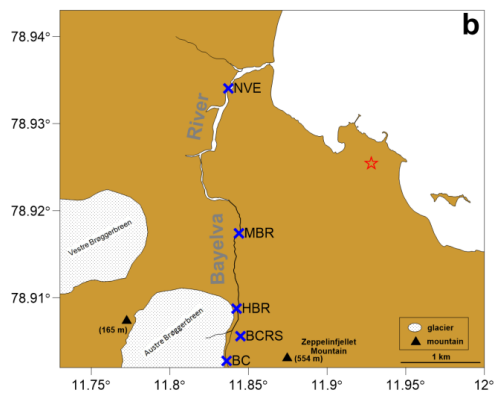 b
78.94°
78.93°
78.92°
78.91°
NVE
River
Bayelva
MBR
HBR
BCRS
BC
Vestre Brøggerbreen
Austre Brøggerbreen
(165 m)
Zeppelinfjellet
Mountain
(554 m)
glacier
mountain
1 km
11.75°
11.8°
11.85°
11.9°
11.95°
12°